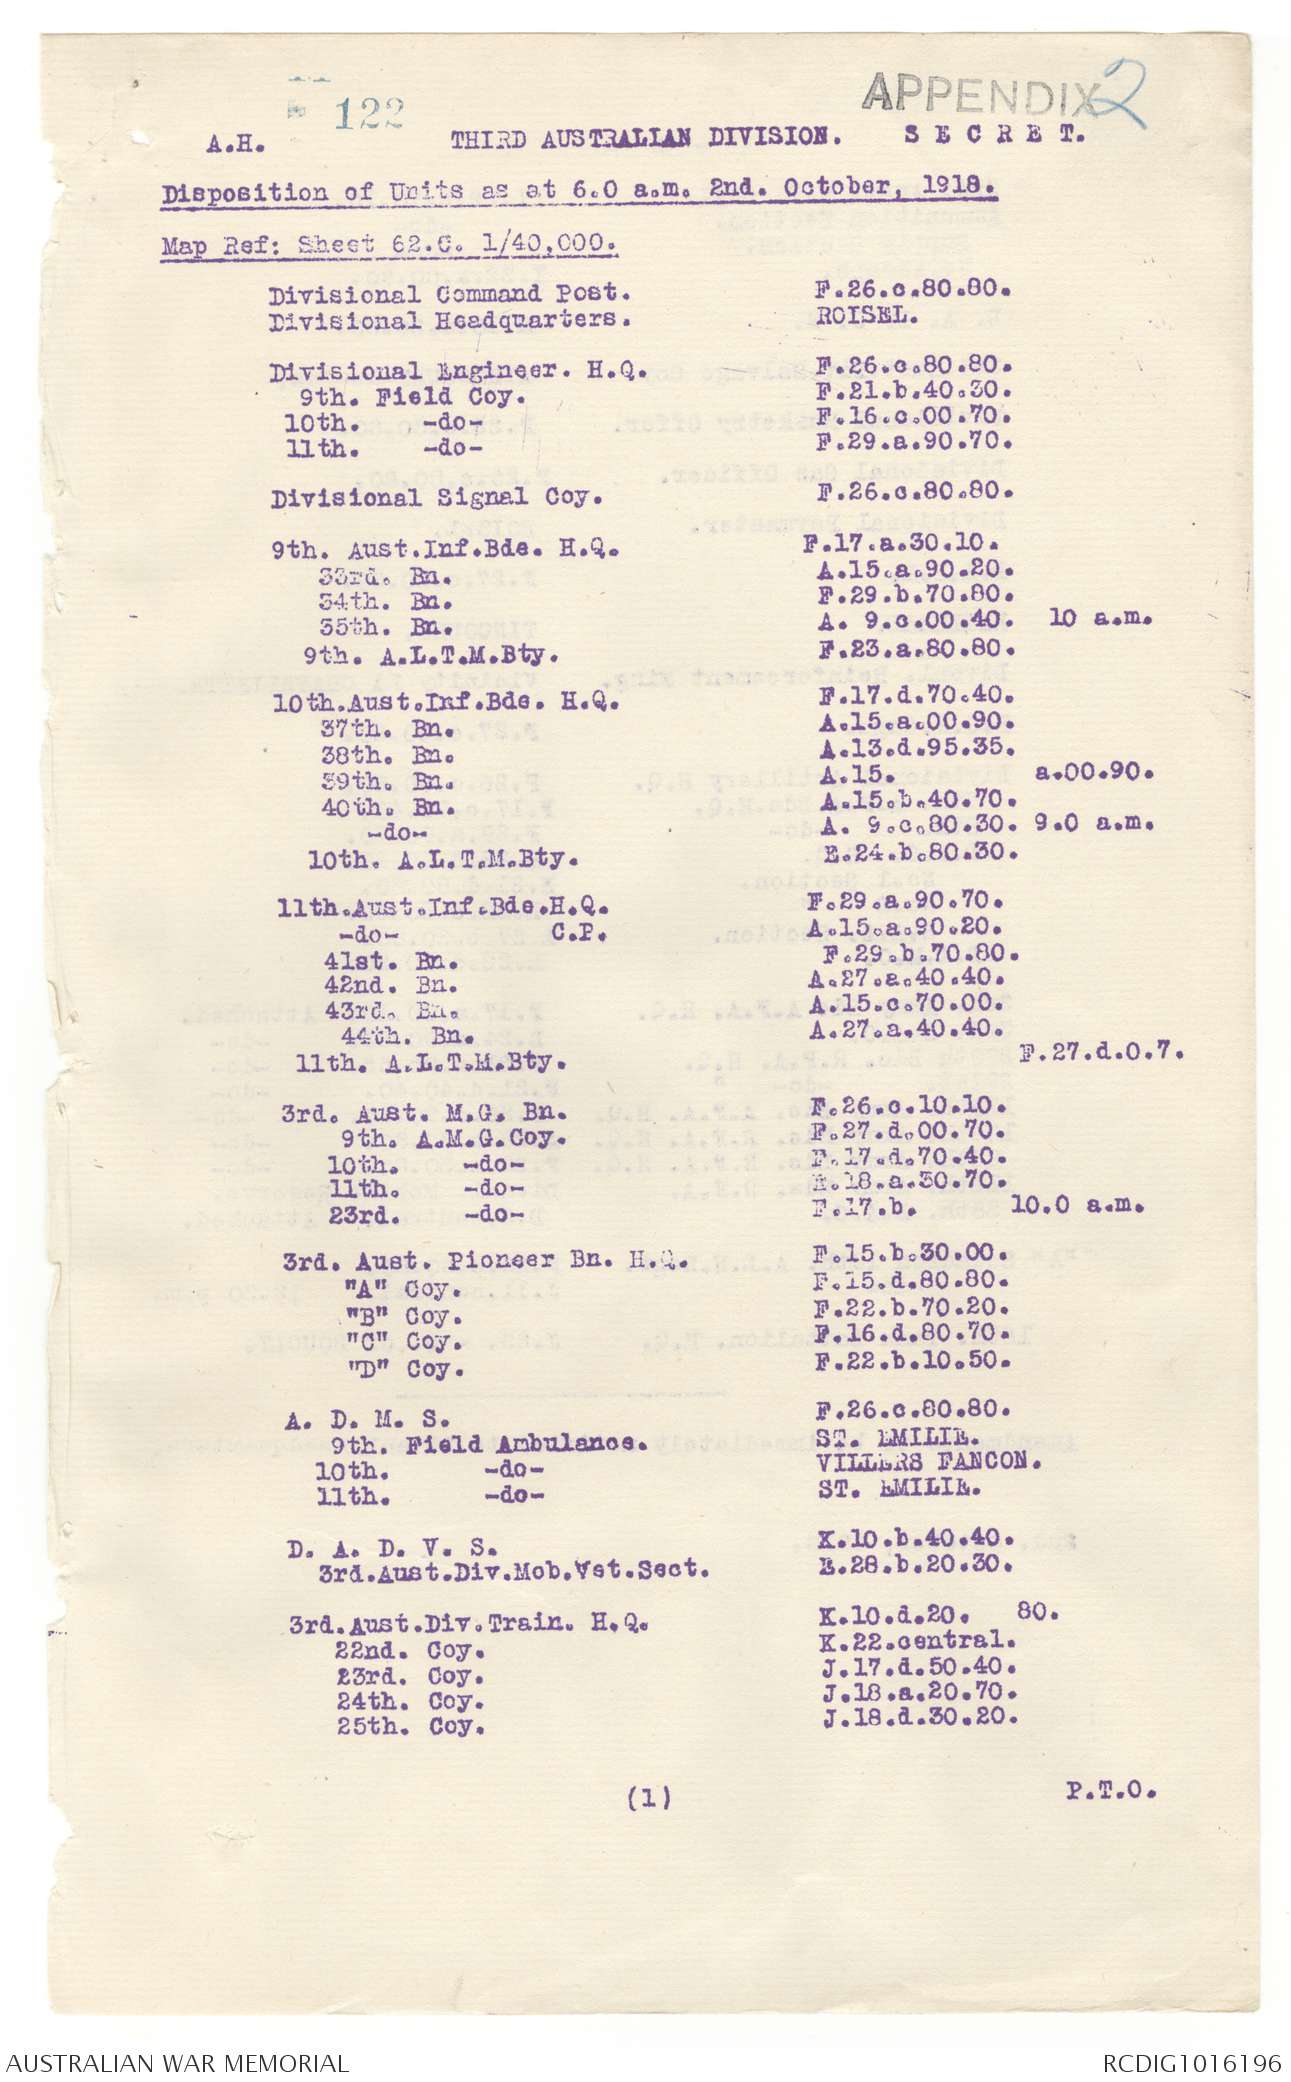 APPENDIX 2
122
A.H. THIRD AUSTRALIAN DIVISION. S E C R E T.
Disposition of Units as at 6.0 a.m. 2nd. October, 1918.
Map Ref: Sheet 62.C. 1/40,000.
Divisional Command Post. F.26.c.80.80.
Divisional Headquarters. ROISEL.
Divisional Engineer. H.Q. F.26.c.80.80.
9th. Field Coy. F.21.b.40.30.
10th. -do- F.16.c.00.70.
11th. -do- F.29.a.90.70.
Divisional Signal Coy. F.26.c.80.80.
9th. Aust.Inf.Bde. H.Q. F.17.a.30.10.
33rd. Bn. A.15.a.90.20.
34th. Bn. F.29.b.70.80.
35th. Bn. A. 9.c.00.40. 10 a.m.
9th. A.L.T.M.Bty. F.23.a.80.80.
10th.Aust.Inf.Bde. H.Q. F.17.d.70.40.
37th. Bn. A.15.a.00.90.
38th. Bn. A.13.d.95.35.
39th. Bn. A.15. a.00.90.
40th. Bn. A.15.b.40.70.
-do- A. 9.c.80.30. 9.0 a.m.
10th. A.L.T.M.Bty. E.24.b.80.30.
11th.Aust.Inf.Bde.H.Q. F.29.a.90.70.
-do- C.P. A.15.a.90.20.
41st. Bn. F.29.b.70.80.
42nd. Bn. A.27.a.40.40.
43rd. Bn. A.15.c.70.00.
44th. Bn. A.27.a.40.40.
11th. A.L.T.M.Bty. F.27.d.0.7.
3rd. Aust. M.G. Bn. F.26.c.10.10.
9th. A.M.G.Coy. F.27.d.00.70.
10th. -do- F.17.d.70.40.
11th. -do- E.18.a.30.70.
23rd. -do- F.17.b. 10.0 a.m.
3rd. Aust. Pioneer Bn. H.Q. F.15.b.30.00.
"A" Coy. F.15.d.80.80.
"B" Coy. F.22.b.70.20.
"C" Coy. F.16.d.80.70.
"D" Coy. F.22.b.10.50.
A. D. M. S. F.26.c.80.80.
9th. Field Ambulance. ST. EMILIE.
10th. -do- VILLERS FANCON.
11th. -do- ST. EMILIE.
D. A. D. V. S. K.10.b.40.40.
3rd.Aust.Div.Mob.Vet.Sect. E.28.b.20.30.
3rd.Aust.Div.Train. H.Q. K.10.d.20. 80.
22nd. Coy. K.22.central.
23rd. Coy. J.17.d.50.40.
24th. Coy. J.18.a.20.70.
25th. Coy. J.18.d.30.20.
(1) P.T.O.
AUSTRALIAN WAR MEMORIAL RCDIG1016196